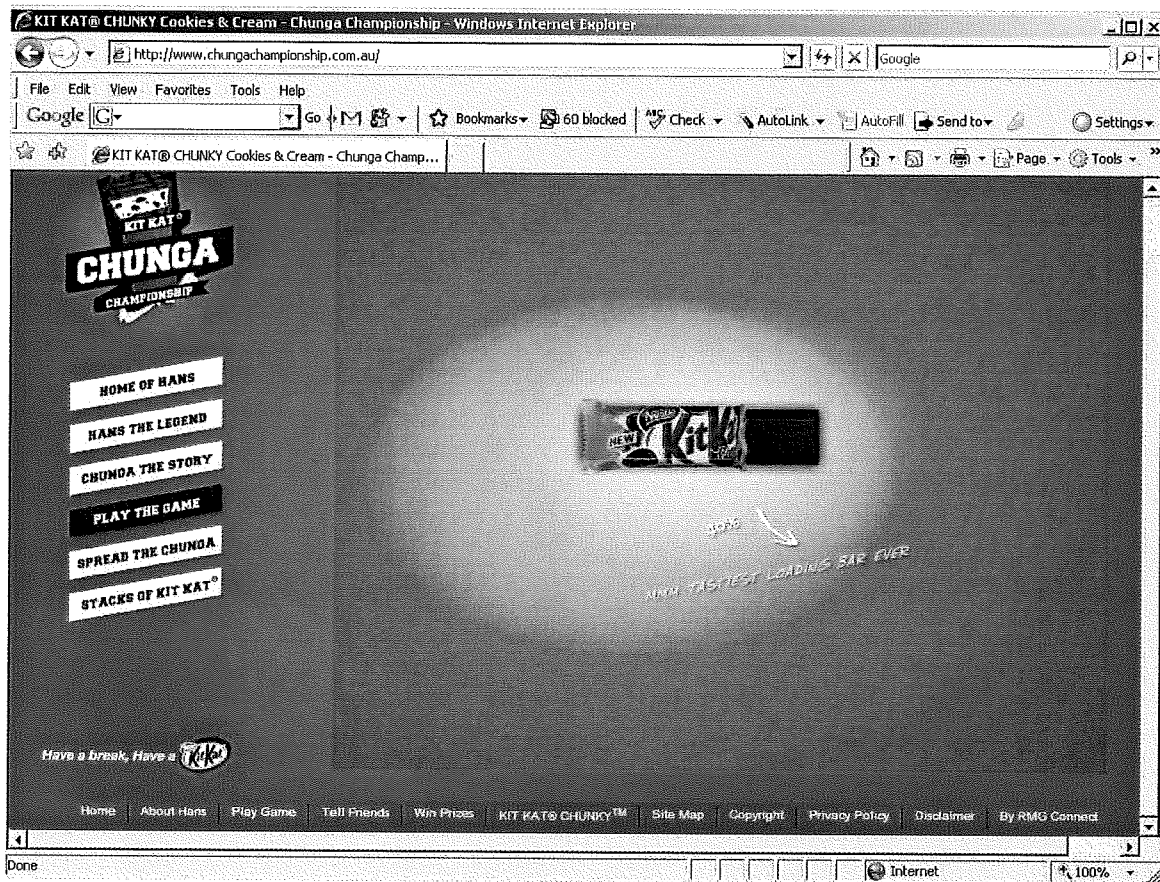 KIT KAT® CHUNKY Cookies & Cream - Chunga Championship - Windows Internet Explorer
http://www.chungachampionship.com.au/
Google
File Edit View Favorites Tools Help
Google G Go Bookmarks 60 blocked ABC Check AutoLink AutoFill Send to Settings
KIT KAT® CHUNKY Cookies & Cream - Chunga Champ... Page Tools »
KIT KAT®
CHUNGA
CHAMPIONSHIP
HOME OF HANS
HANS THE LEGEND
CHUNGA THE STORY
PLAY THE GAME
SPREAD THE CHUNGA
STACKS OF KIT KAT®
NEW
KitK
MMM TASTIEST LOADING BAR EVER
Have a break, Have a KitKat
Home About Hans Play Game Tell Friends Win Prizes KIT KAT® CHUNKY™ Site Map Copyright Privacy Policy Disclaimer By RMG Connect
Done Internet 100%